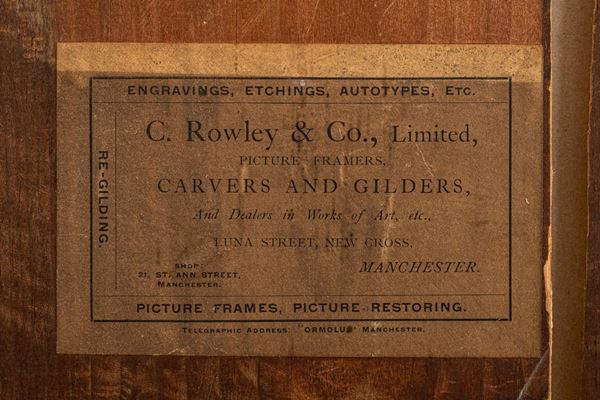 ENGRAVINGS, ETCHINGS, AUTOTYPES, ETC.
C. Rowley & Co., Limited,
PICTURE FRAMERS,
CARVERS AND GILDERS,
And Dealers in Works of Art, etc.,
LUNA STREET, NEW CROSS,
MANCHESTER.
SHOP:
21, ST. ANN STREET,
MANCHESTER.
RE-GILDING.
PICTURE FRAMES, PICTURE RESTORING.
TELEGRAPHIC ADDRESS: "ORMOLUS" MANCHESTER.